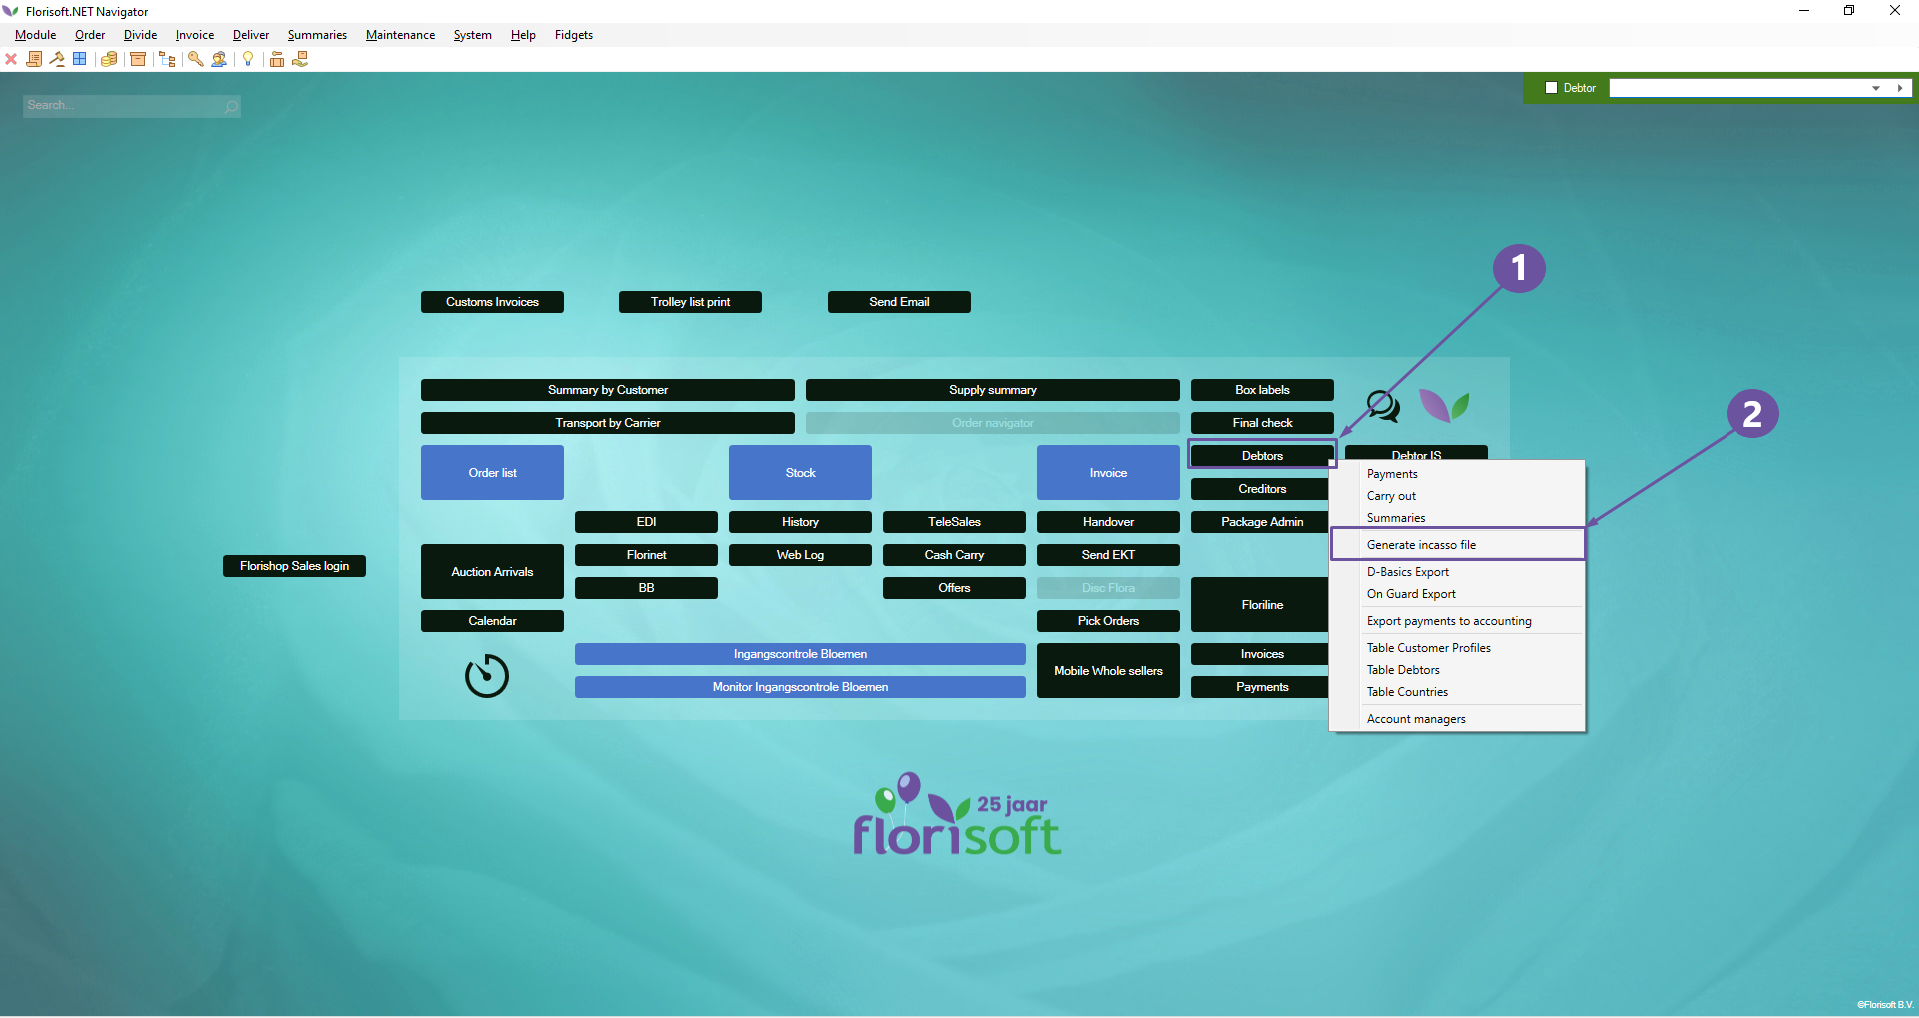 Florisoft.NET Navigator
Module Order Divide Invoice Deliver Summaries Maintenance System Help Fidgets
Search...
Debtor
1
2
Customs Invoices
Trolley list print
Send Email
Summary by Customer
Supply summary
Box labels
Transport by Carrier
Order navigator
Final check
Order list
Stock
Invoice
Debtors
Debtor IS
Creditors
EDI
History
TeleSales
Handover
Package Admin
Florishop Sales login
Auction Arrivals
Florinet
Web Log
Cash Carry
Send EKT
BB
Offers
Disc Flora
Floriline
Calendar
Pick Orders
Ingangscontrole Bloemen
Mobile Whole sellers
Invoices
Monitor Ingangscontrole Bloemen
Payments
Payments
Carry out
Summaries
Generate incasso file
D-Basics Export
On Guard Export
Export payments to accounting
Table Customer Profiles
Table Debtors
Table Countries
Account managers
25 jaar
florisoft
©Florisoft B.V.